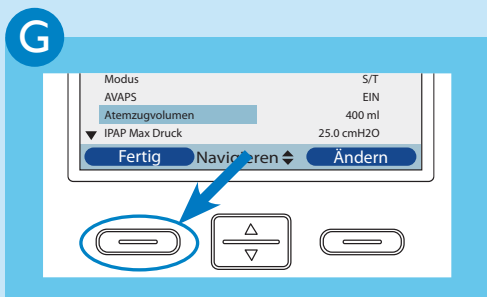 G
Modus S/T
AVAPS EIN
Atemzugvolumen 400 ml
IPAP Max Druck 25.0 cmH2O
Fertig Navigieren Ändern